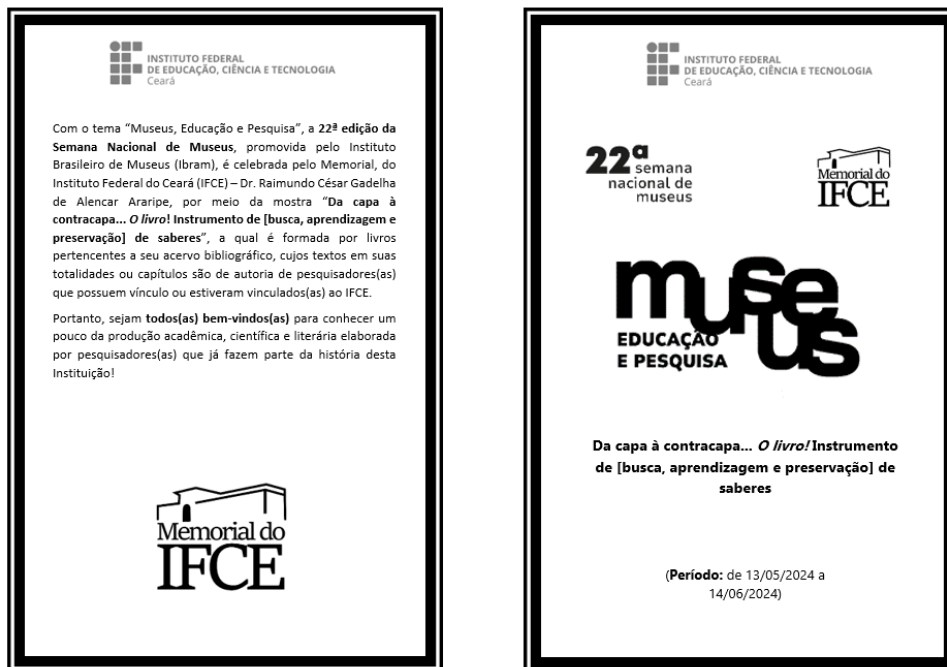 INSTITUTO FEDERAL
DE EDUCAÇÃO, CIÊNCIA E TECNOLOGIA
Ceará
Com o tema “Museus, Educação e Pesquisa”, a 22ª edição da
Semana Nacional de Museus, promovida pelo Instituto
Brasileiro de Museus (Ibram), é celebrada pelo Memorial, do
Instituto Federal do Ceará (IFCE) – Dr. Raimundo César Gadelha
de Alencar Araripe, por meio da mostra “Da capa à
contracapa... O livro! Instrumento de [busca, aprendizagem e
preservação] de saberes”, a qual é formada por livros
pertencentes a seu acervo bibliográfico, cujos textos em suas
totalidades ou capítulos são de autoria de pesquisadores(as)
que possuem vínculo ou estiveram vinculados(as) ao IFCE.
Portanto, sejam todos(as) bem-vindos(as) para conhecer um
pouco da produção acadêmica, científica e literária elaborada
por pesquisadores(as) que já fazem parte da história desta
Instituição!
Memorial do
IFCE
INSTITUTO FEDERAL
DE EDUCAÇÃO, CIÊNCIA E TECNOLOGIA
Ceará
22ª semana
nacional de
museus
Memorial do
IFCE
museus
EDUCAÇÃO
E PESQUISA
Da capa à contracapa... O livro! Instrumento
de [busca, aprendizagem e preservação] de
saberes
(Período: de 13/05/2024 a
14/06/2024)